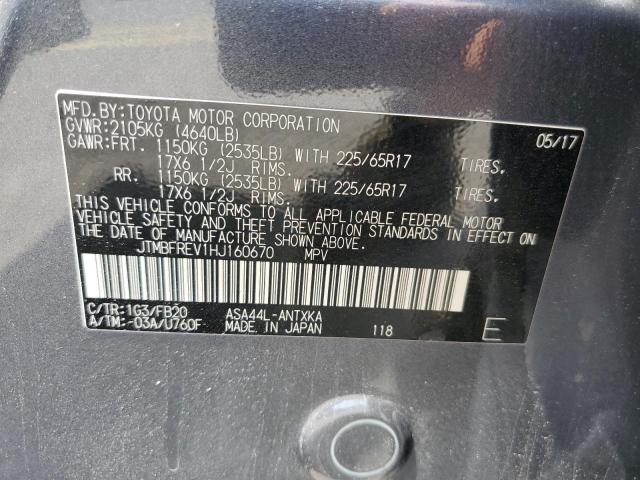 MFD.BY:TOYOTA MOTOR CORPORATION 05/17
GVWR:2105KG (4640LB)
GAWR:FRT. 1150KG (2535LB) WITH 225/65R17 TIRES,
17X6 1/2J RIMS.
RR. 1150KG (2535LB) WITH 225/65R17 TIRES,
17X6 1/2J RIMS.
THIS VEHICLE CONFORMS TO ALL APPLICABLE FEDERAL MOTOR
VEHICLE SAFETY AND THEFT PREVENTION STANDARDS IN EFFECT ON
THE DATE OF MANUFACTURE SHOWN ABOVE.
JTMBFREV1HJ160670 MPV
C/TR:1G3/FB20 ASA44L-ANTXKA
A/TM:-03A/U760F MADE IN JAPAN 118 E